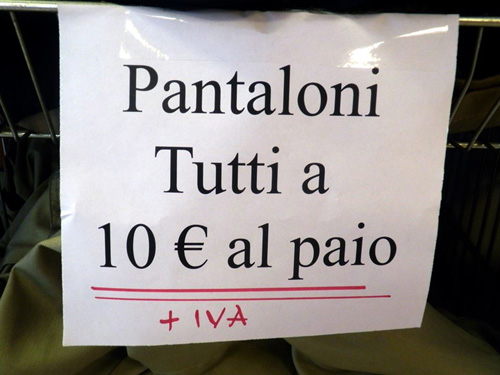 Pantaloni
Tutti a
10 € al paio
+ IVA